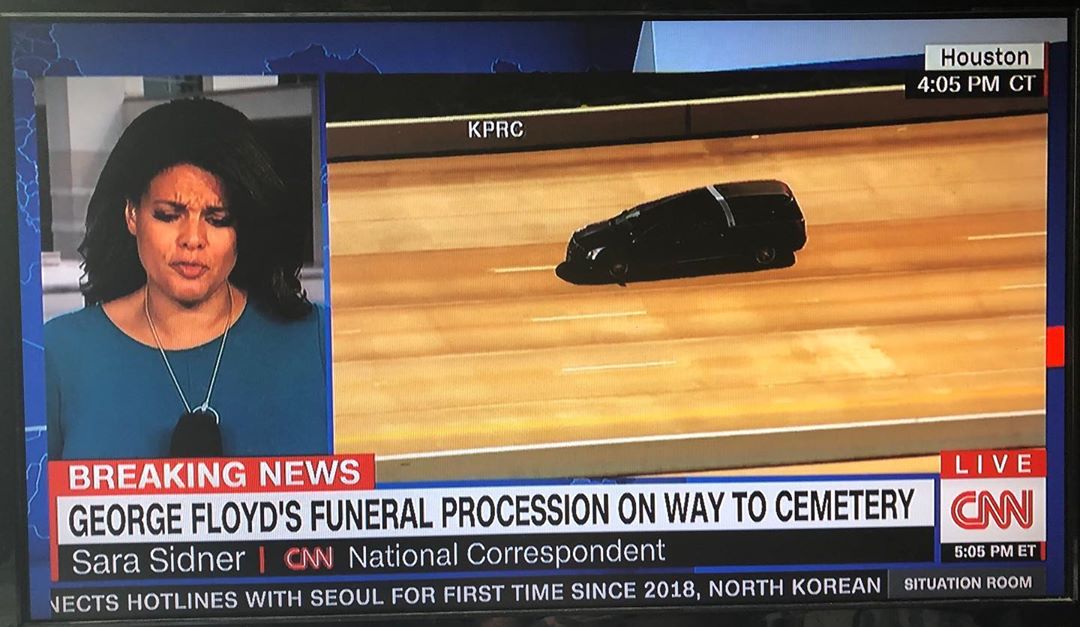 Houston
4:05 PM CT
KPRC
BREAKING NEWS
LIVE
GEORGE FLOYD'S FUNERAL PROCESSION ON WAY TO CEMETERY
CNN
Sara Sidner | CNN National Correspondent
5:05 PM ET
NECTS HOTLINES WITH SEOUL FOR FIRST TIME SINCE 2018, NORTH KOREAN
SITUATION ROOM